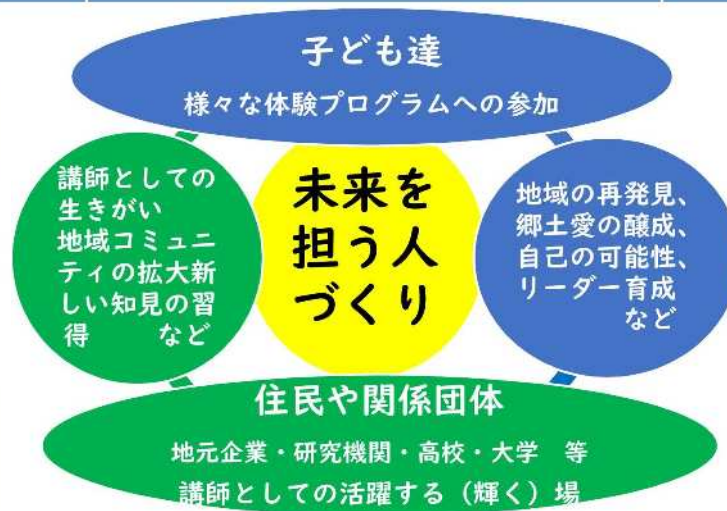 子ども達
様々な体験プログラムへの参加
講師としての
生きがい
地域コミュニ
ティの拡大新
しい知見の習
得　　　など
未来を
担う人
づくり
地域の再発見、
郷土愛の醸成、
自己の可能性、
リーダー育成
など
住民や関係団体
地元企業・研究機関・高校・大学　等
講師としての活躍する（輝く）場